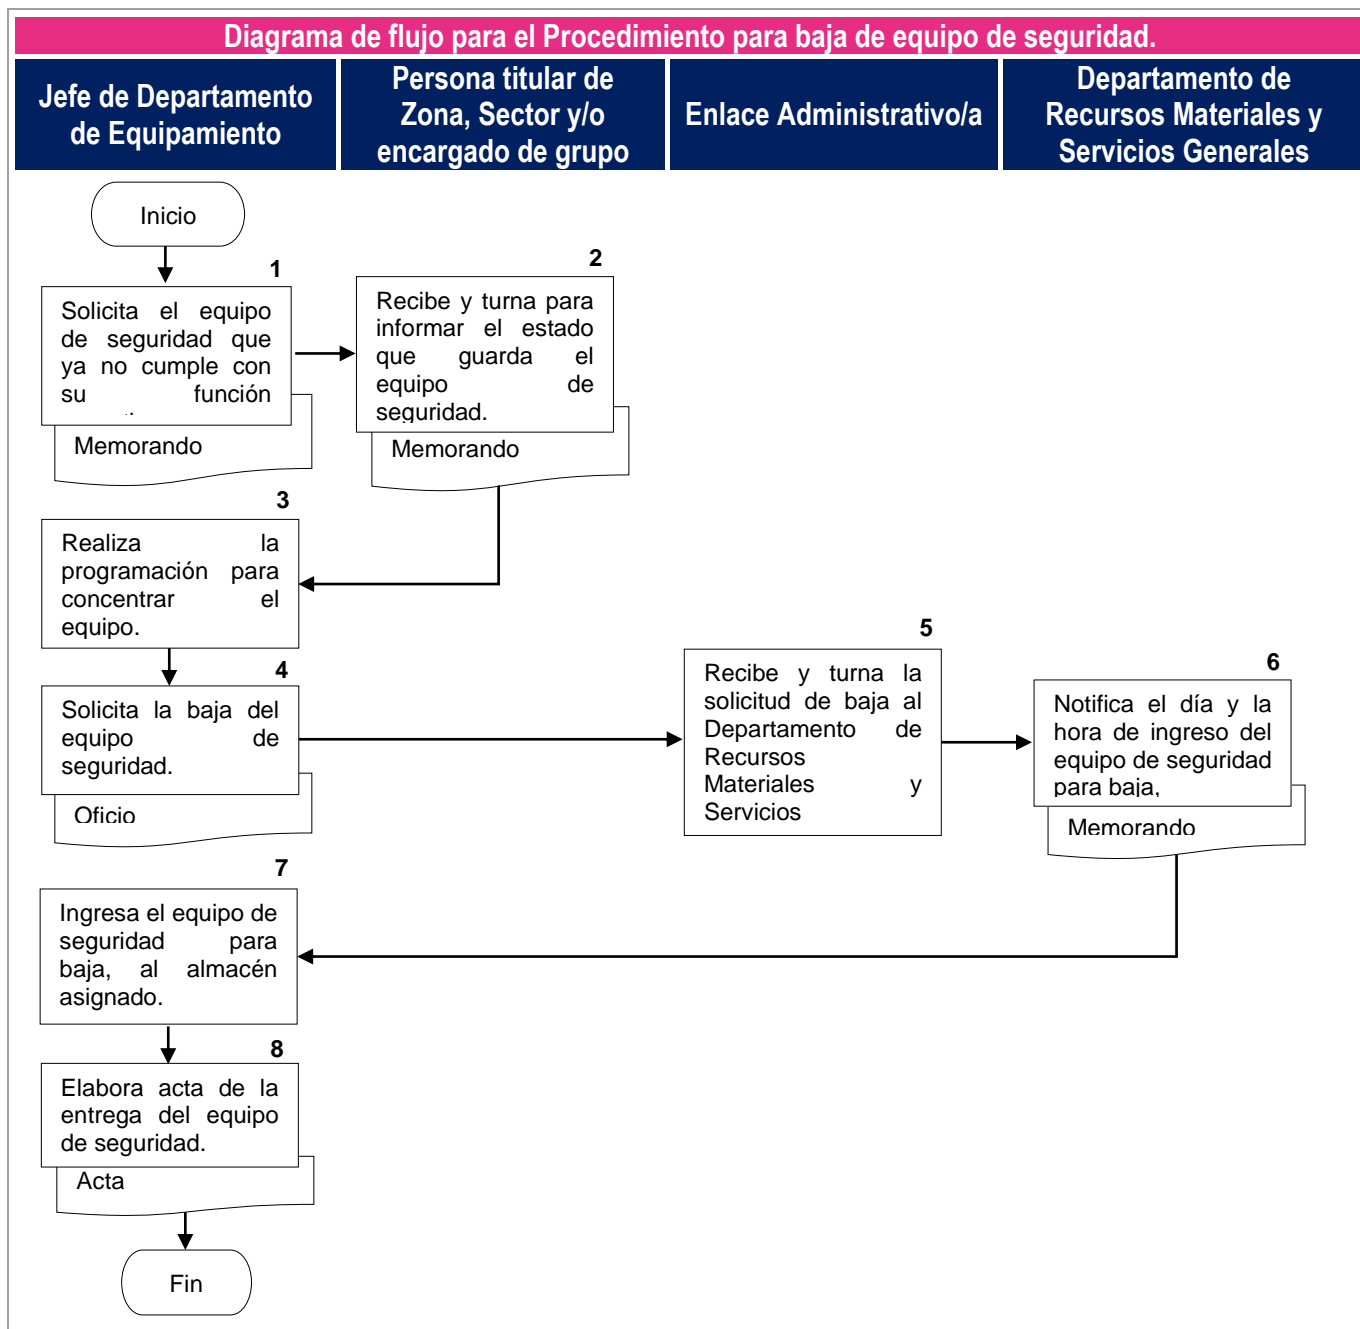 Diagrama de flujo para el Procedimiento para baja de equipo de seguridad.
Jefe de Departamento
de Equipamiento
Persona titular de
Zona, Sector y/o
encargado de grupo
Enlace Administrativo/a
Departamento de
Recursos Materiales y
Servicios Generales
Inicio
1
Solicita el equipo
de seguridad que
ya no cumple con
su función
Memorando
2
Recibe y turna para
informar el estado
que guarda el
equipo de
seguridad.
Memorando
3
Realiza la
programación para
concentrar el
equipo.
4
Solicita la baja del
equipo de
seguridad.
Oficio
5
Recibe y turna la
solicitud de baja al
Departamento de
Recursos
Materiales y
Servicios
6
Notifica el día y la
hora de ingreso del
equipo de seguridad
para baja,
Memorando
7
Ingresa el equipo de
seguridad para
baja, al almacén
asignado.
8
Elabora acta de la
entrega del equipo
de seguridad.
Acta
Fin